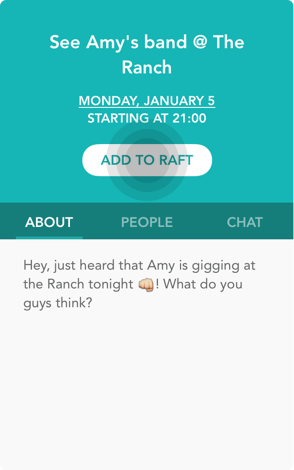 See Amy's band @ The
Ranch
MONDAY, JANUARY 5
STARTING AT 21:00
ADD TO RAFT
ABOUT PEOPLE CHAT
Hey, just heard that Amy is gigging at
the Ranch tonight 👊🏼! What do you
guys think?